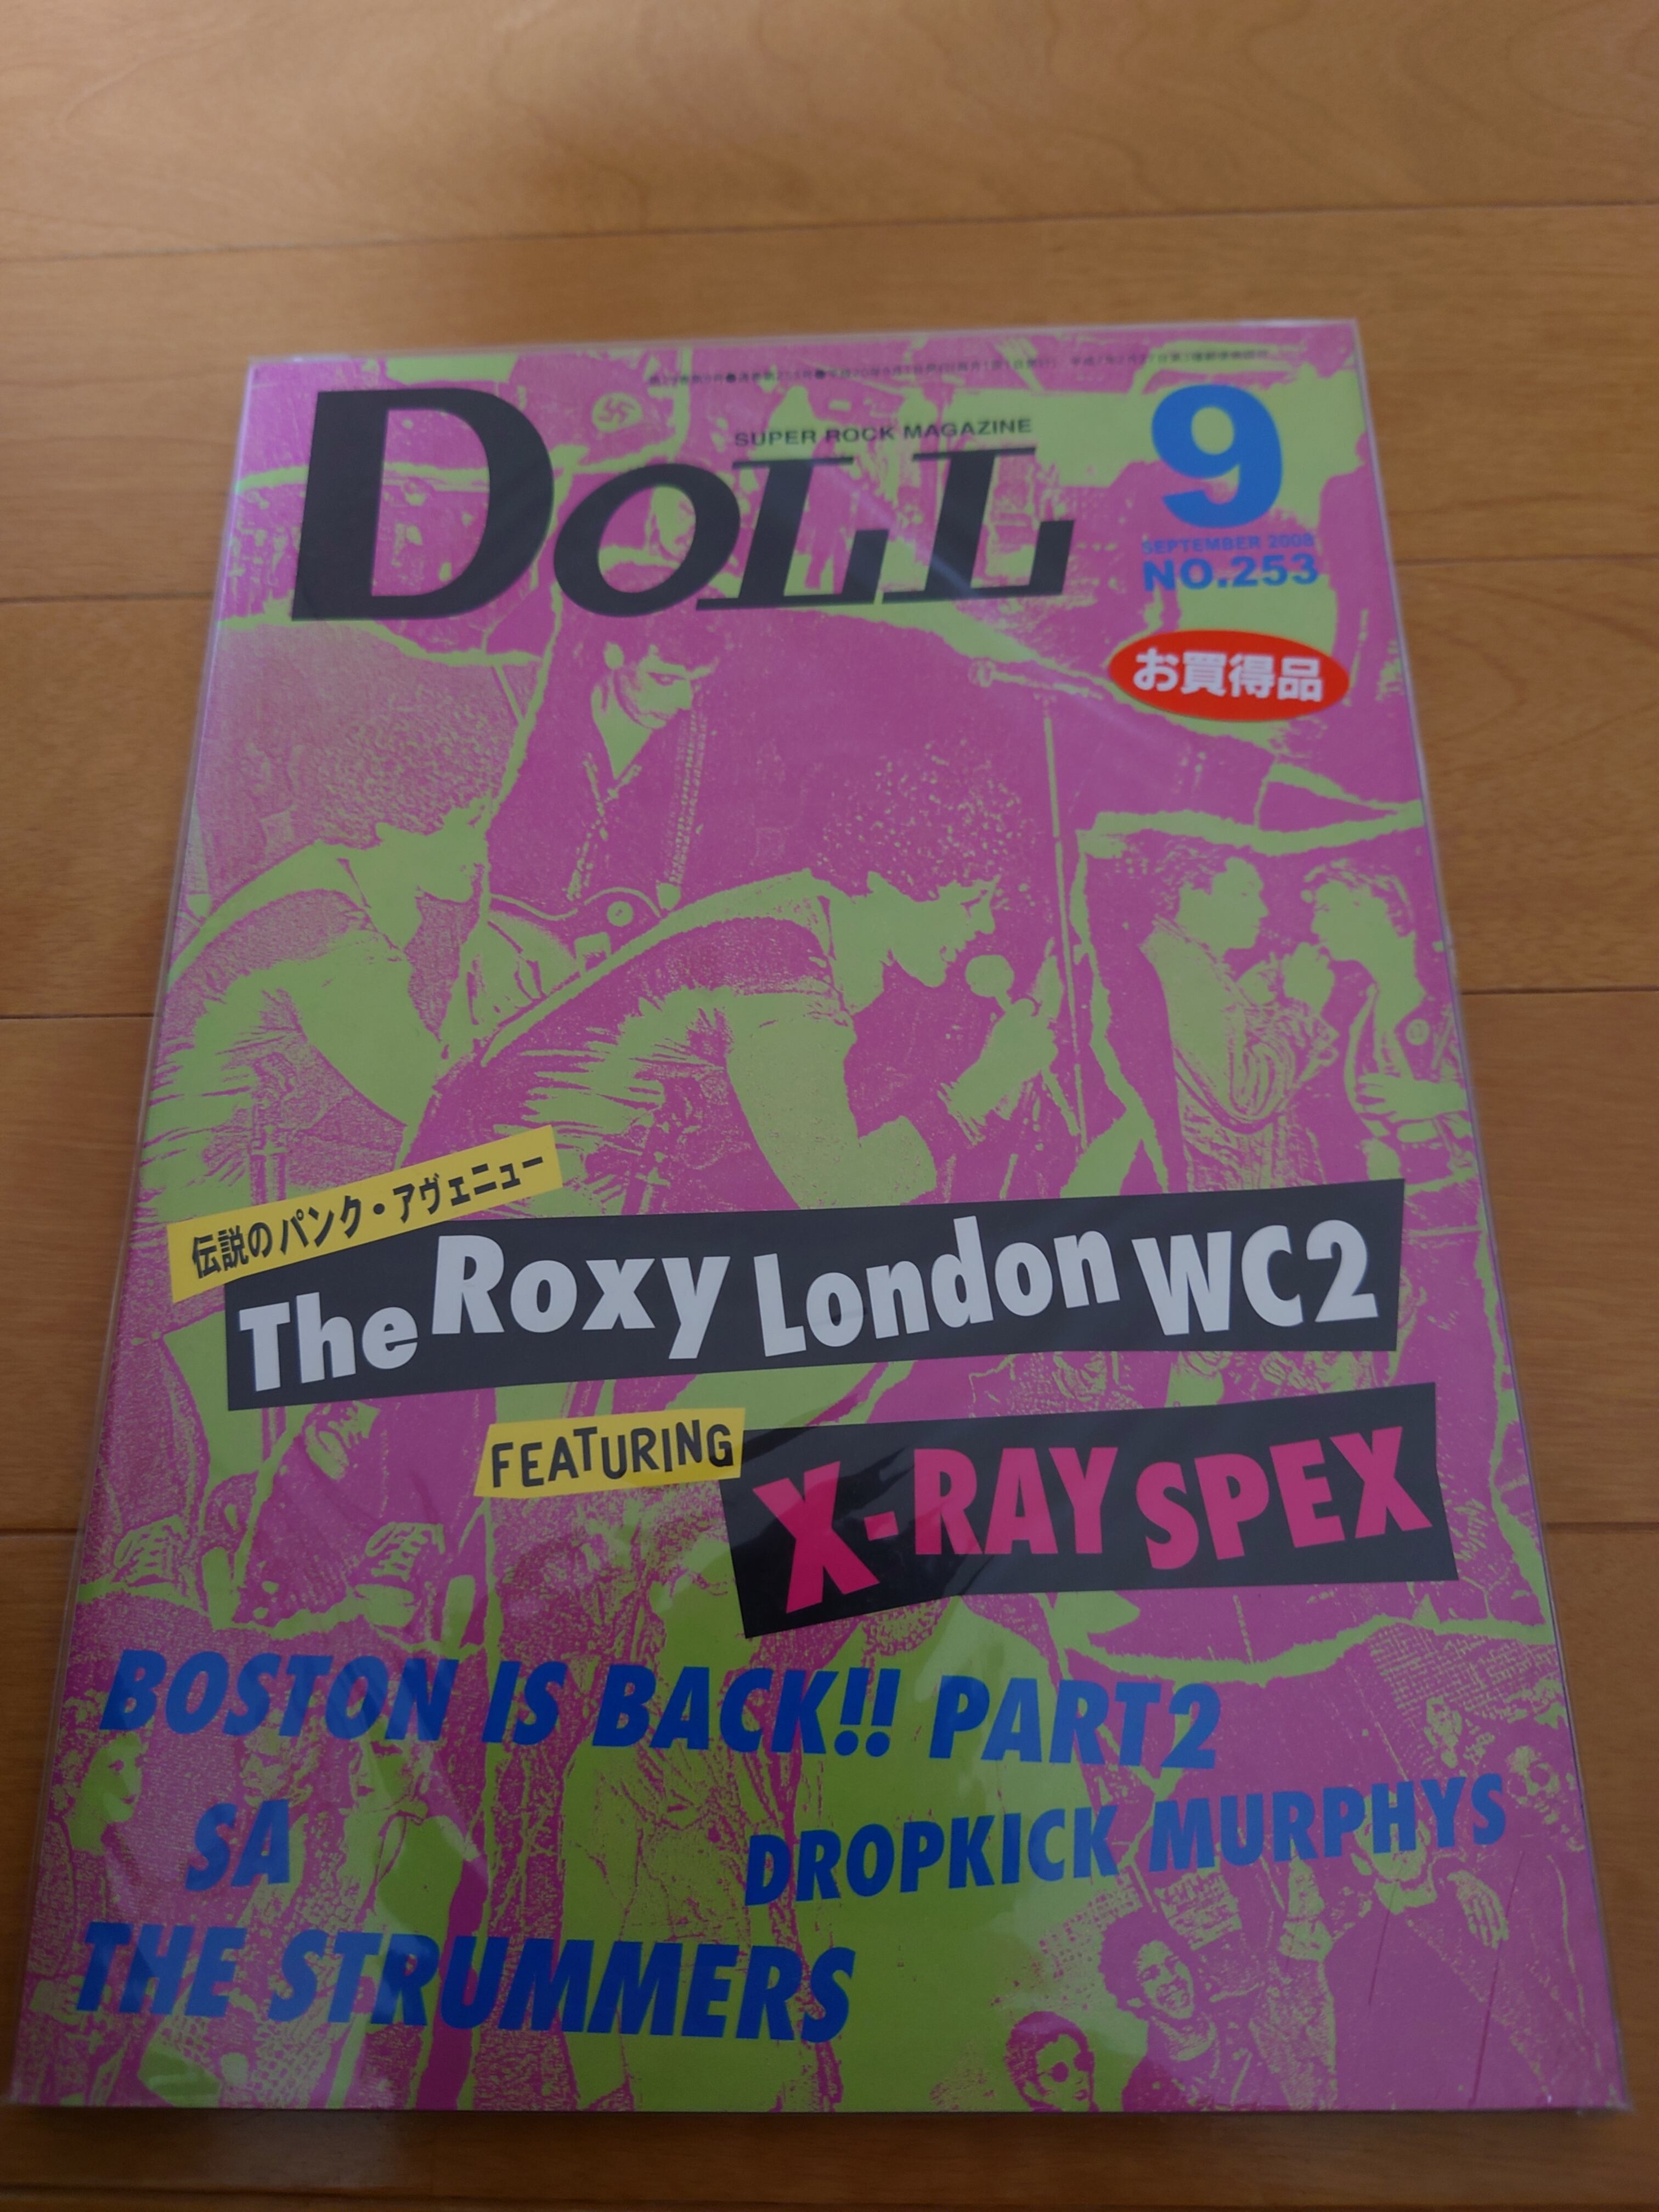 SUPER ROCK MAGAZINE
DOLL
9
SEPTEMBER 2008
NO.253
お買得品
伝説のパンク・アヴェニュー
The Roxy London WC2
FEATURING
X-RAY SPEX
BOSTON IS BACK!! PART2
SA
DROPKICK MURPHYS
THE STRUMMERS